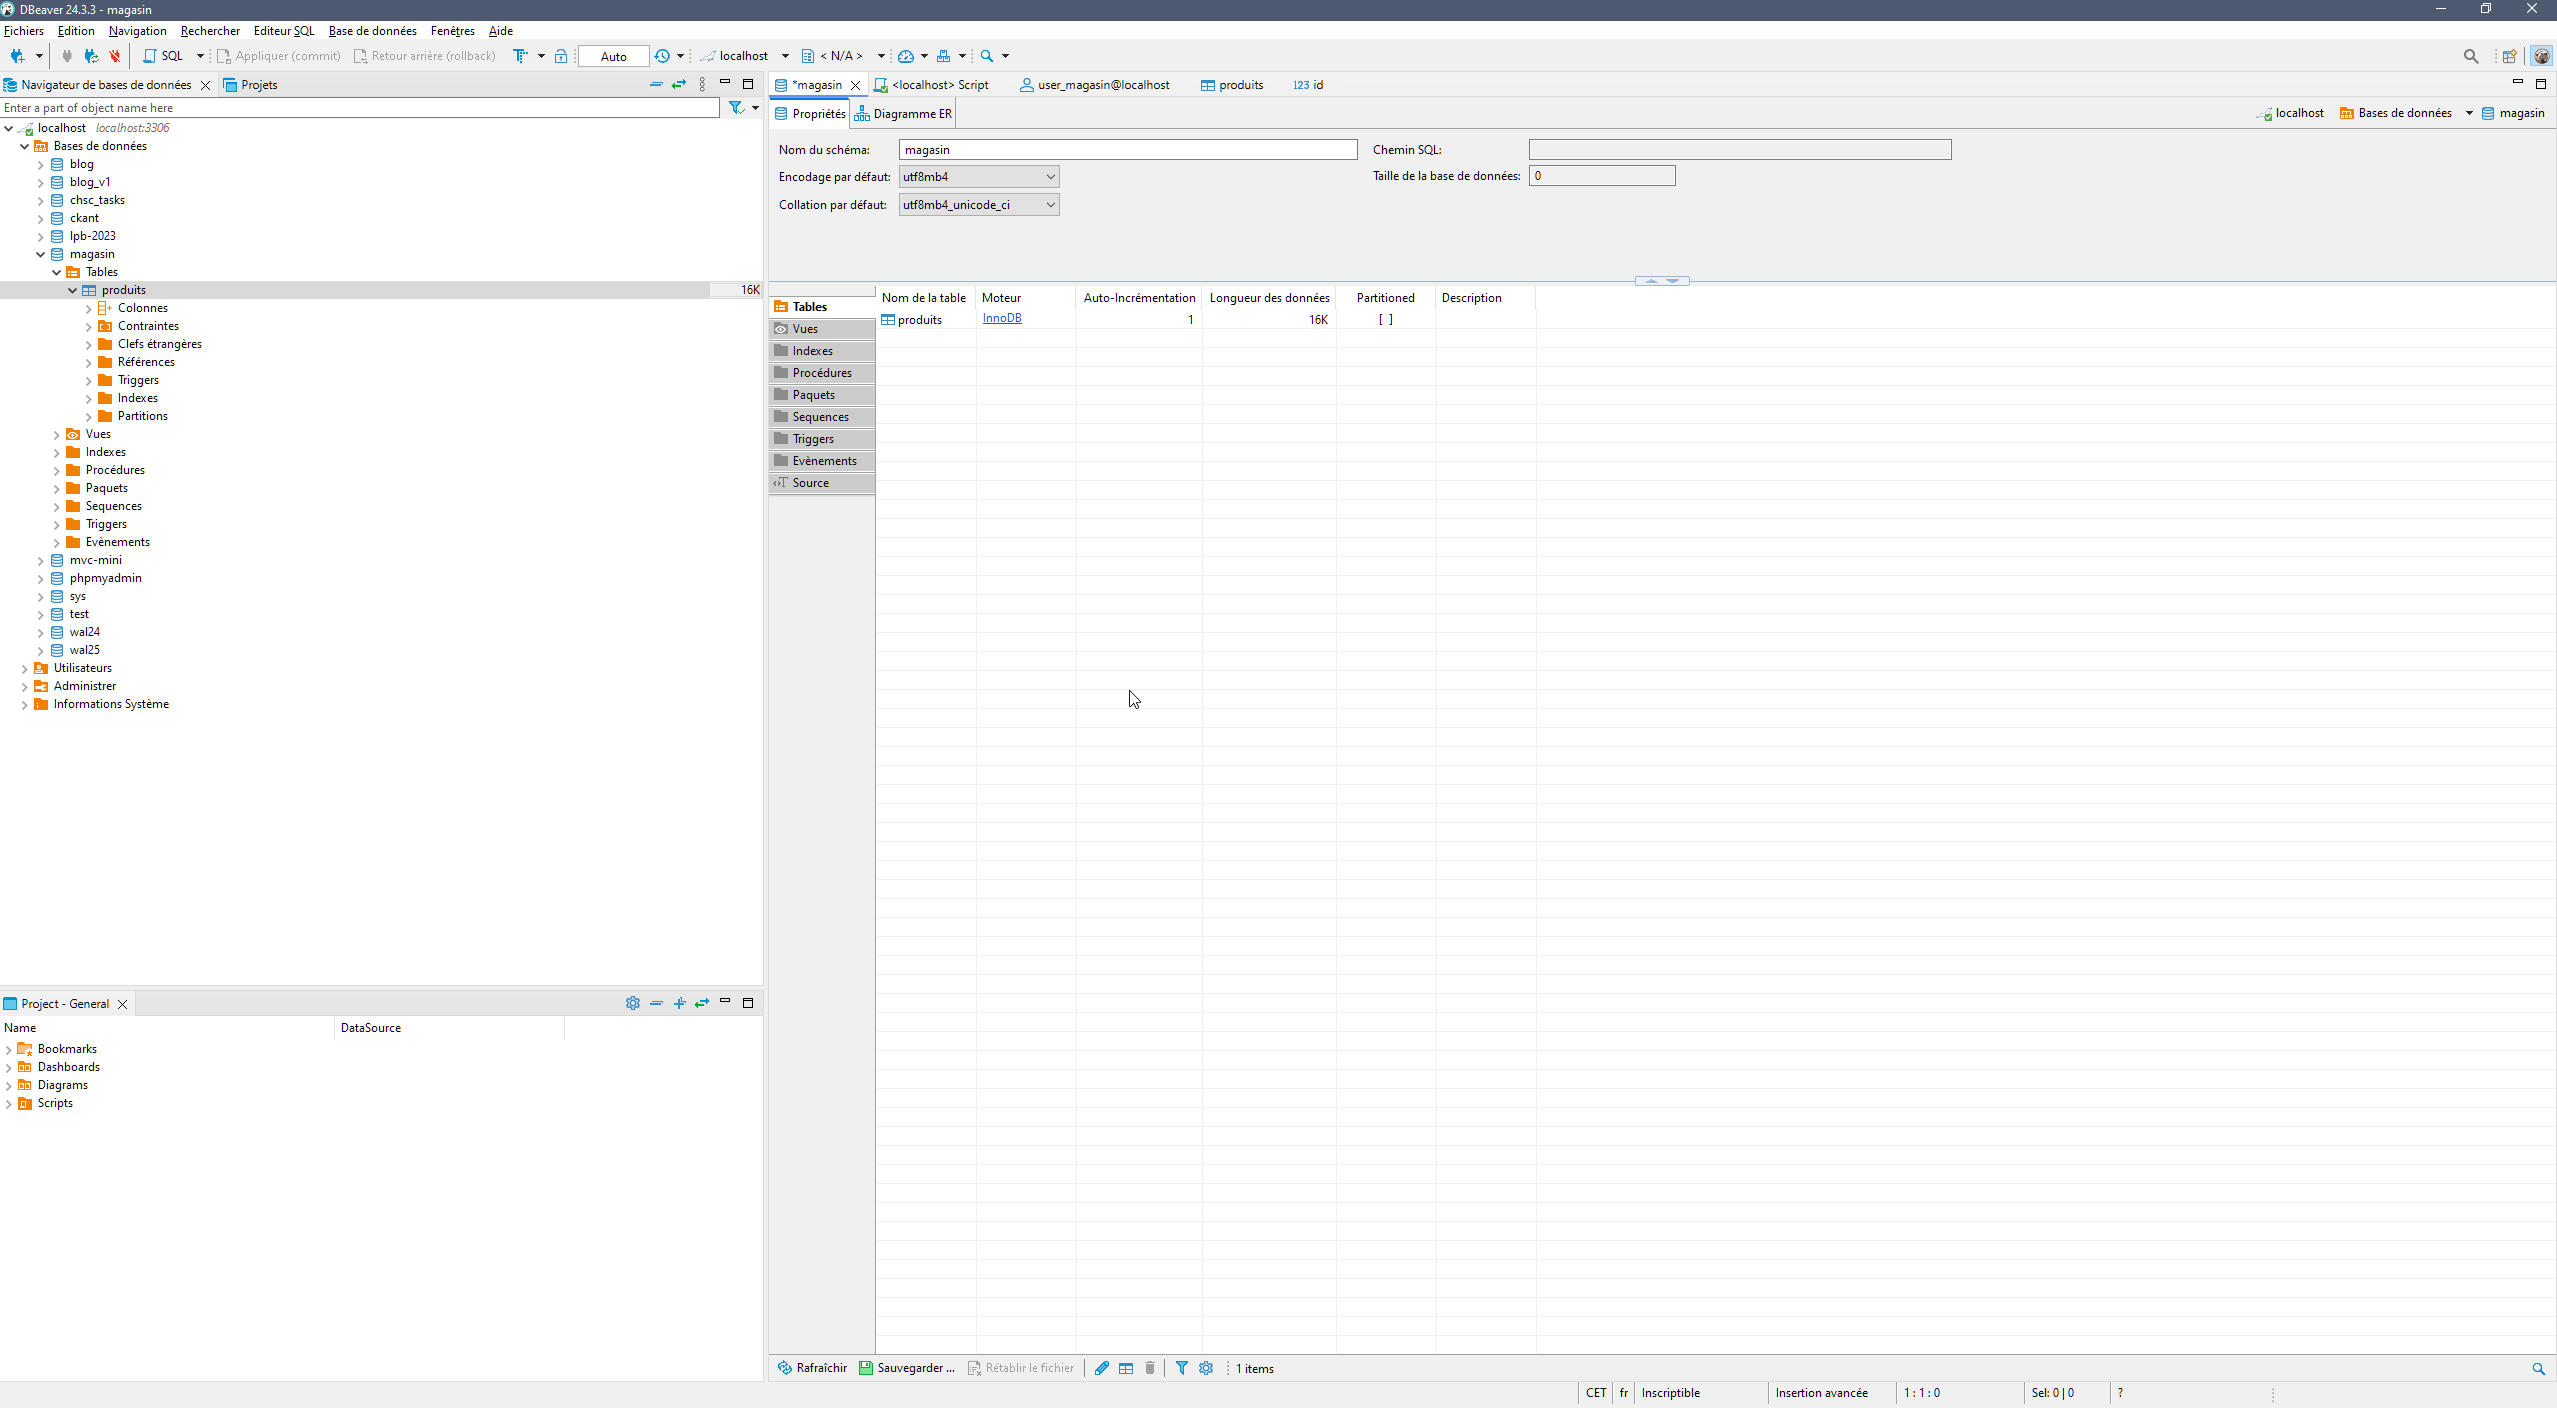 DBeaver 24.3.3 - magasin
Fichiers Edition Navigation Rechercher Editeur SQL Base de données Fenêtres Aide
SQL Appliquer (commit) Retour arrière (rollback) Auto localhost < N/A >
Navigateur de bases de données Projets
Enter a part of object name here
localhost localhost:3306
Bases de données
blog
blog_v1
chsc_tasks
ckant
lpb-2023
magasin
Tables
produits 16K
Colonnes
Contraintes
Clefs étrangères
Références
Triggers
Indexes
Partitions
Vues
Indexes
Procédures
Paquets
Sequences
Triggers
Evènements
mvc-mini
phpmyadmin
sys
test
wal24
wal25
Utilisateurs
Administrer
Informations Système
Project - General
Name DataSource
Bookmarks
Dashboards
Diagrams
Scripts
*magasin <localhost> Script user_magasin@localhost produits 123 id
Propriétés Diagramme ER localhost Bases de données magasin
Nom du schéma: magasin Chemin SQL:
Encodage par défaut: utf8mb4 Taille de la base de données: 0
Collation par défaut: utf8mb4_unicode_ci
Tables
Vues
Indexes
Procédures
Paquets
Sequences
Triggers
Evènements
Source
Nom de la table Moteur Auto-Incrémentation Longueur des données Partitioned Description
produits InnoDB 1 16K [ ]
Rafraîchir Sauvegarder ... Rétablir le fichier 1 items
CET fr Inscriptible Insertion avancée 1 : 1 : 0 Sel: 0 | 0 ?